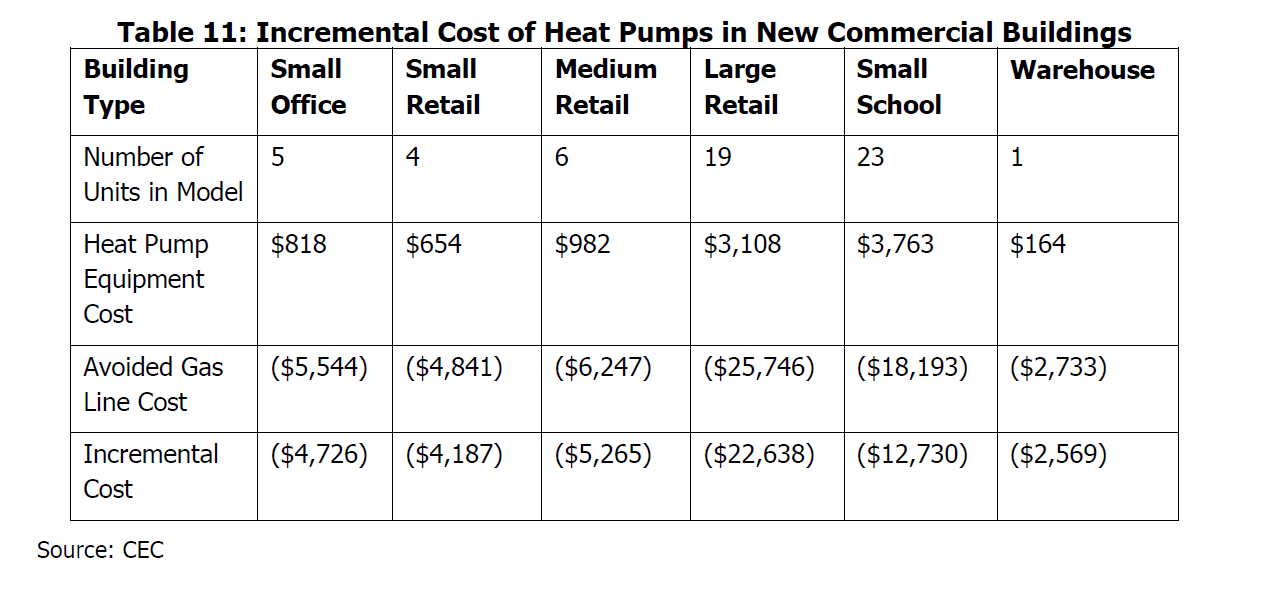 Table 11: Incremental Cost of Heat Pumps in New Commercial Buildings
Building Type | Small Office | Small Retail | Medium Retail | Large Retail | Small School | Warehouse
Number of Units in Model | 5 | 4 | 6 | 19 | 23 | 1
Heat Pump Equipment Cost | $818 | $654 | $982 | $3,108 | $3,763 | $164
Avoided Gas Line Cost | ($5,544) | ($4,841) | ($6,247) | ($25,746) | ($18,193) | ($2,733)
Incremental Cost | ($4,726) | ($4,187) | ($5,265) | ($22,638) | ($12,730) | ($2,569)
Source: CEC